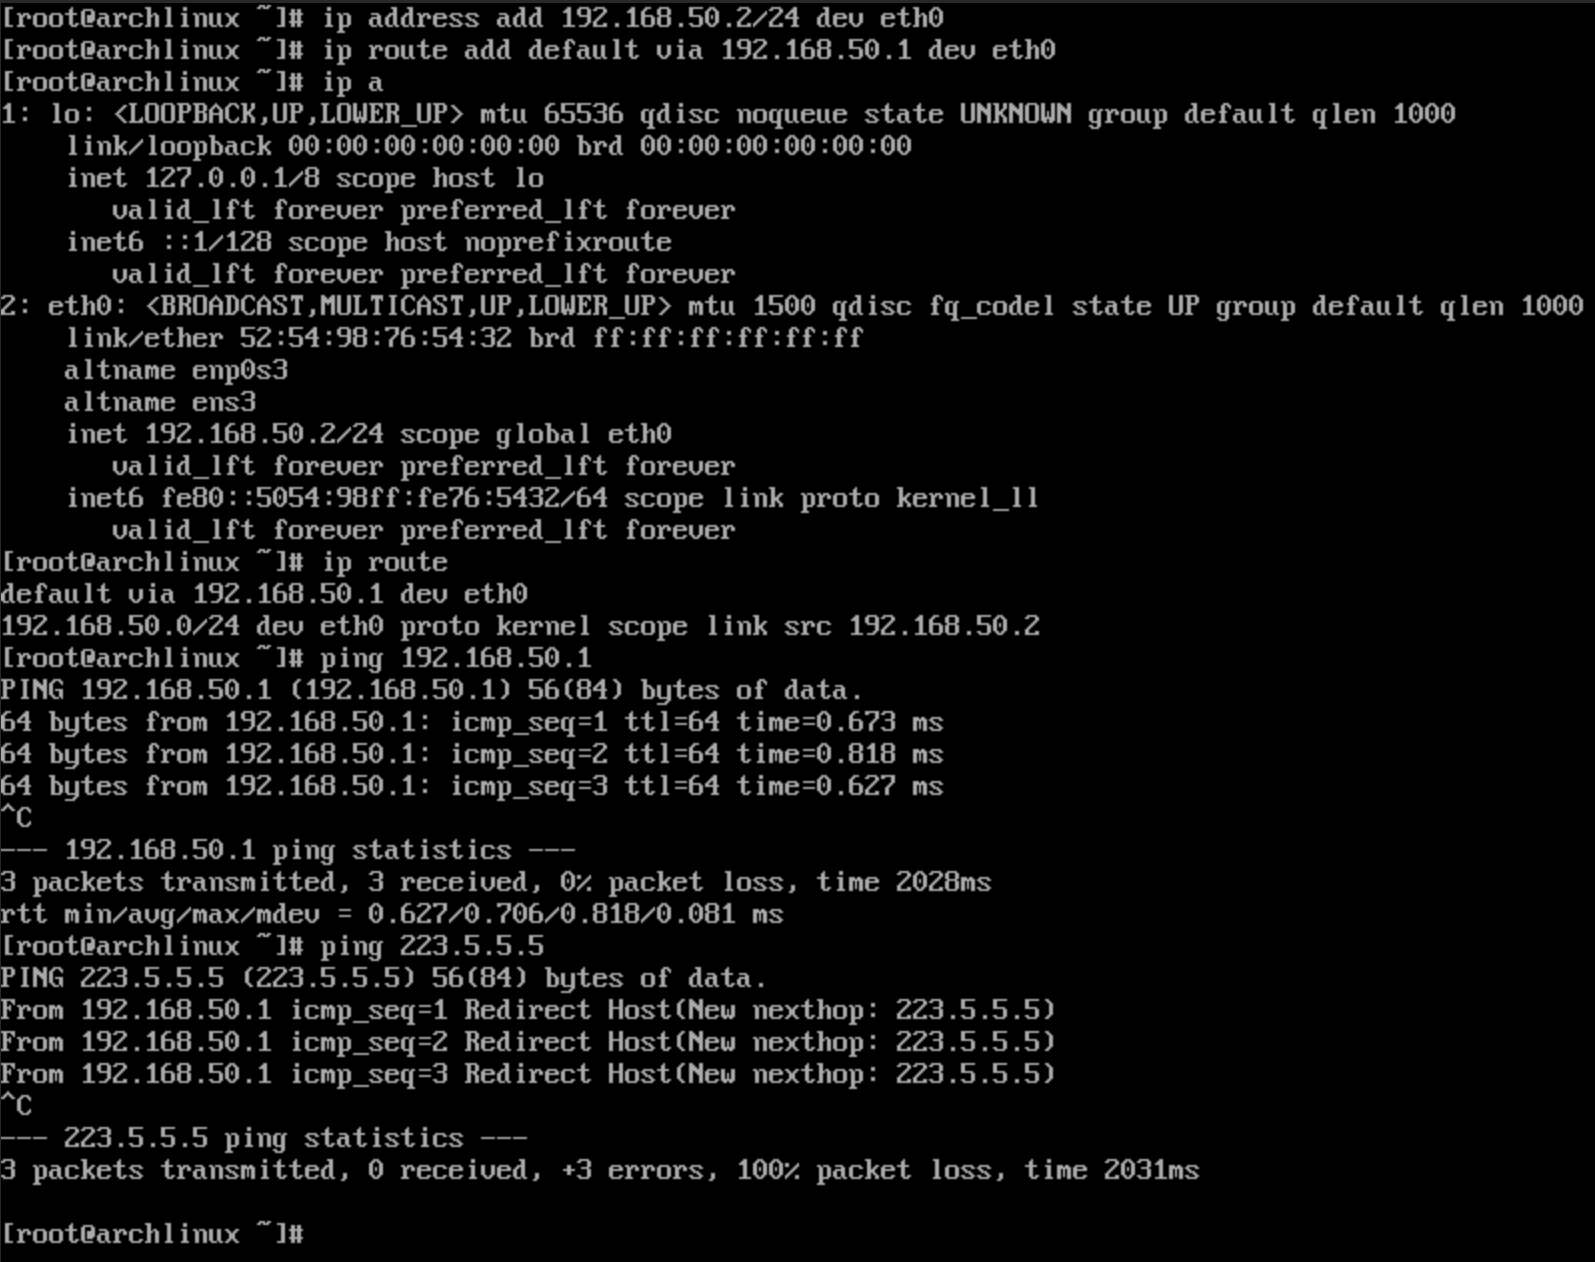 [root@archlinux ~]# ip address add 192.168.50.2/24 dev eth0
[root@archlinux ~]# ip route add default via 192.168.50.1 dev eth0
[root@archlinux ~]# ip a
1: lo: <LOOPBACK,UP,LOWER_UP> mtu 65536 qdisc noqueue state UNKNOWN group default qlen 1000
    link/loopback 00:00:00:00:00:00 brd 00:00:00:00:00:00
    inet 127.0.0.1/8 scope host lo
       valid_lft forever preferred_lft forever
    inet6 ::1/128 scope host noprefixroute
       valid_lft forever preferred_lft forever
2: eth0: <BROADCAST,MULTICAST,UP,LOWER_UP> mtu 1500 qdisc fq_codel state UP group default qlen 1000
    link/ether 52:54:98:76:54:32 brd ff:ff:ff:ff:ff:ff
    altname enp0s3
    altname ens3
    inet 192.168.50.2/24 scope global eth0
       valid_lft forever preferred_lft forever
    inet6 fe80::5054:98ff:fe76:5432/64 scope link proto kernel_ll
       valid_lft forever preferred_lft forever
[root@archlinux ~]# ip route
default via 192.168.50.1 dev eth0
192.168.50.0/24 dev eth0 proto kernel scope link src 192.168.50.2
[root@archlinux ~]# ping 192.168.50.1
PING 192.168.50.1 (192.168.50.1) 56(84) bytes of data.
64 bytes from 192.168.50.1: icmp_seq=1 ttl=64 time=0.673 ms
64 bytes from 192.168.50.1: icmp_seq=2 ttl=64 time=0.818 ms
64 bytes from 192.168.50.1: icmp_seq=3 ttl=64 time=0.627 ms
^C
--- 192.168.50.1 ping statistics ---
3 packets transmitted, 3 received, 0% packet loss, time 2028ms
rtt min/avg/max/mdev = 0.627/0.706/0.818/0.081 ms
[root@archlinux ~]# ping 223.5.5.5
PING 223.5.5.5 (223.5.5.5) 56(84) bytes of data.
From 192.168.50.1 icmp_seq=1 Redirect Host(New nexthop: 223.5.5.5)
From 192.168.50.1 icmp_seq=2 Redirect Host(New nexthop: 223.5.5.5)
From 192.168.50.1 icmp_seq=3 Redirect Host(New nexthop: 223.5.5.5)
^C
--- 223.5.5.5 ping statistics ---
3 packets transmitted, 0 received, +3 errors, 100% packet loss, time 2031ms

[root@archlinux ~]#